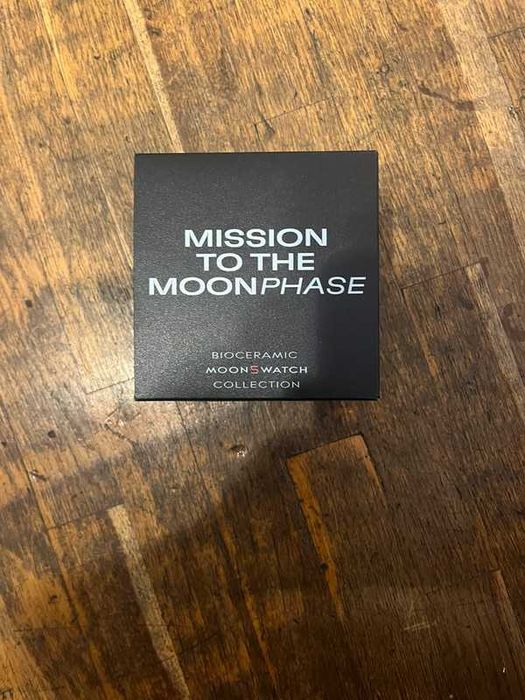 MISSION
TO THE
MOONPHASE
BIOCERAMIC
MOONSWATCH
COLLECTION